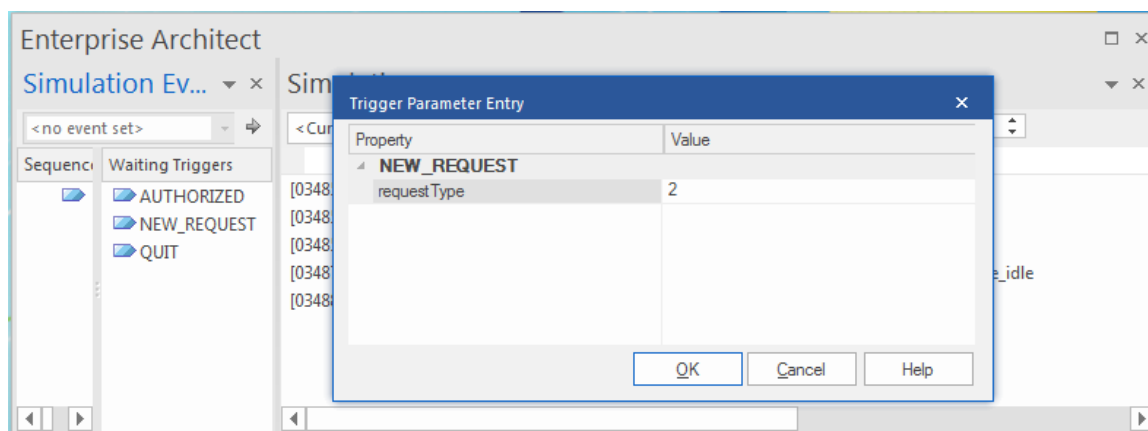 Enterprise Architect
Simulation Ev...
Sim
Trigger Parameter Entry
<no event set>
<Cur
Property Value
Sequence Waiting Triggers
NEW_REQUEST
requestType 2
AUTHORIZED
NEW_REQUEST
QUIT
[0348
[0348
[0348
[0348
e_idle
[0348
OK Cancel Help